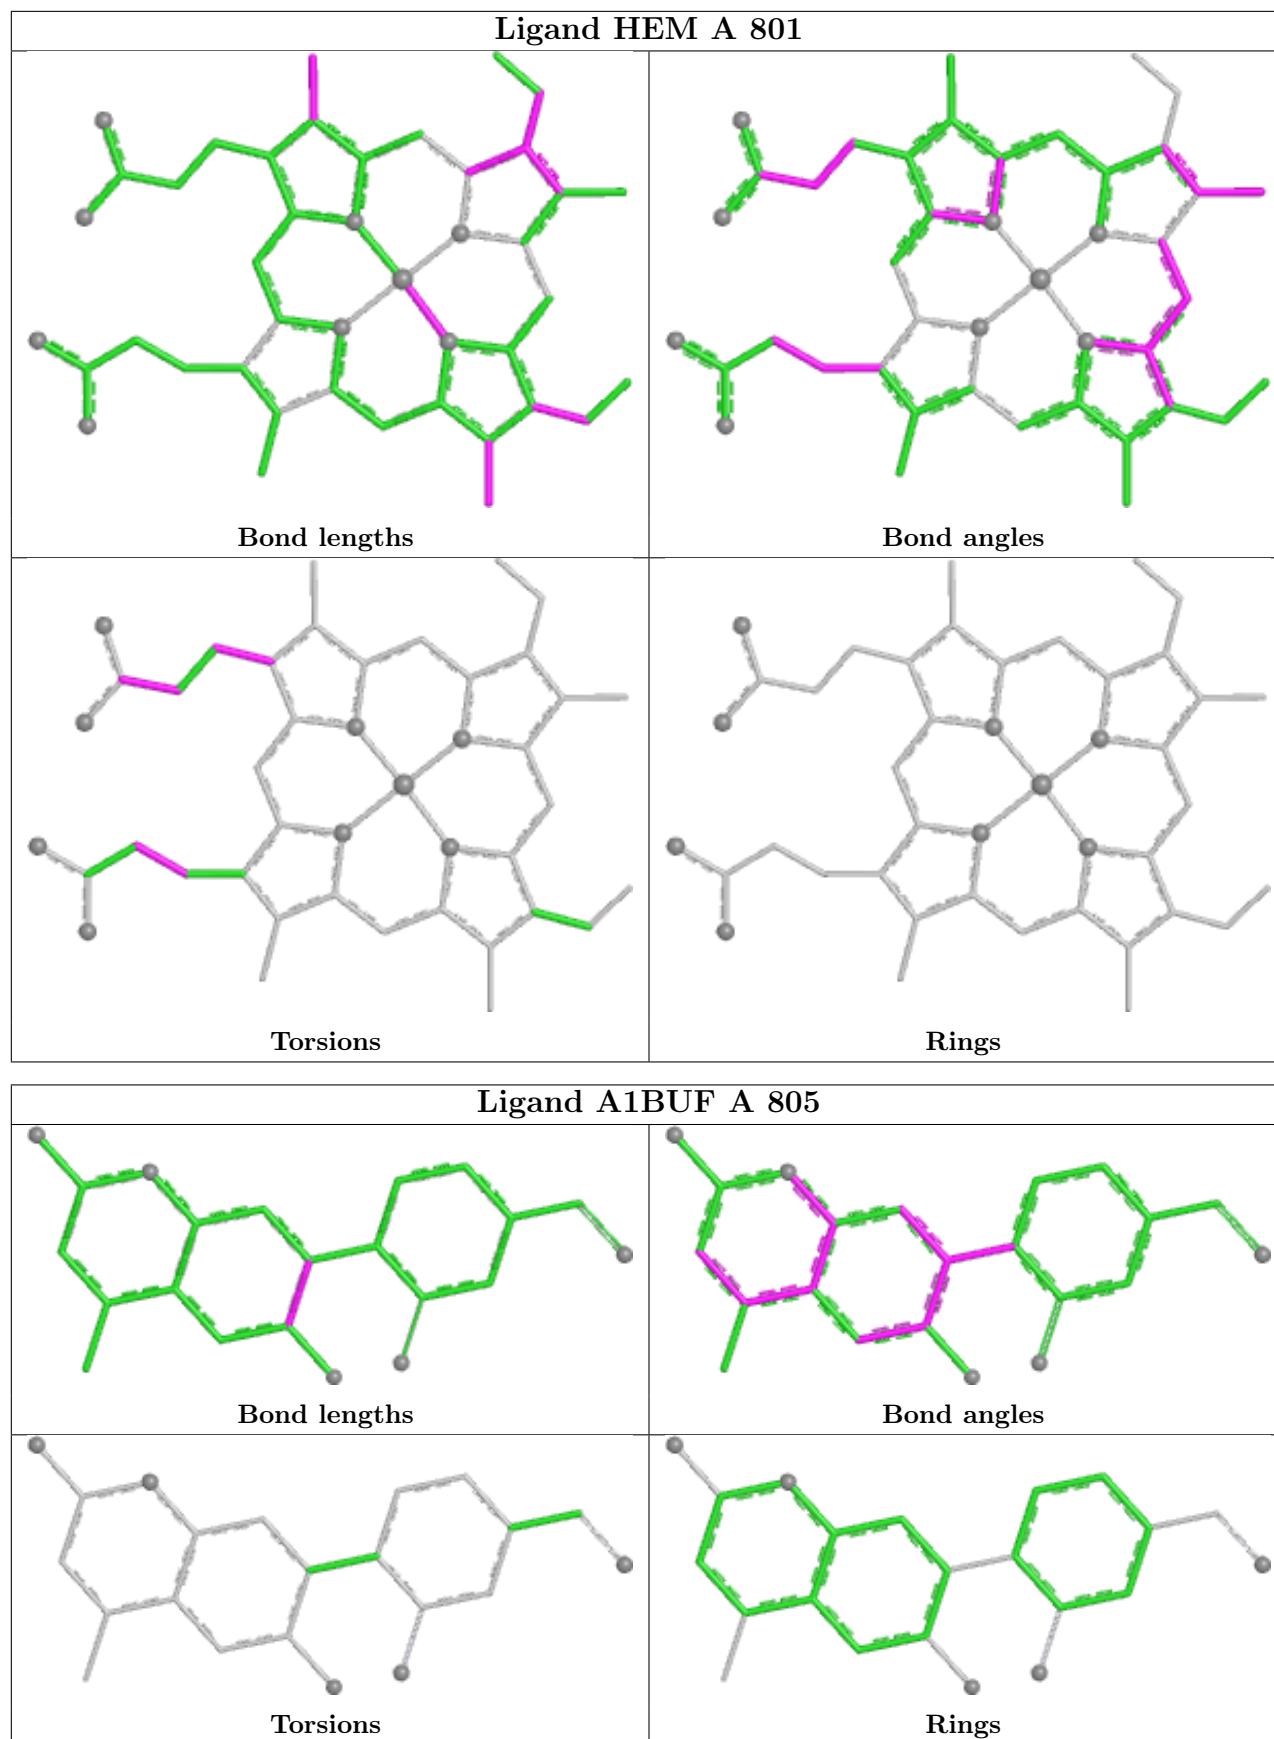 Ligand HEM A 801
Bond lengths
Bond angles
Torsions
Rings
Ligand A1BUF A 805
Bond lengths
Bond angles
Torsions
Rings